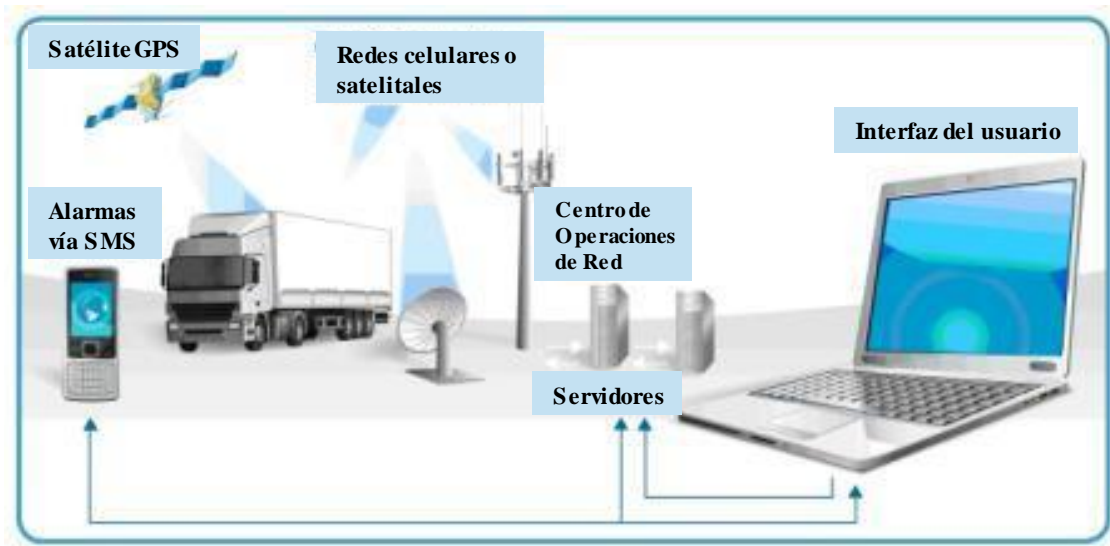 Satélite GPS
Redes celulares o
satelitales
Interfaz del usuario
Alarmas
vía SMS
Centro de
Operaciones
de Red
Servidores